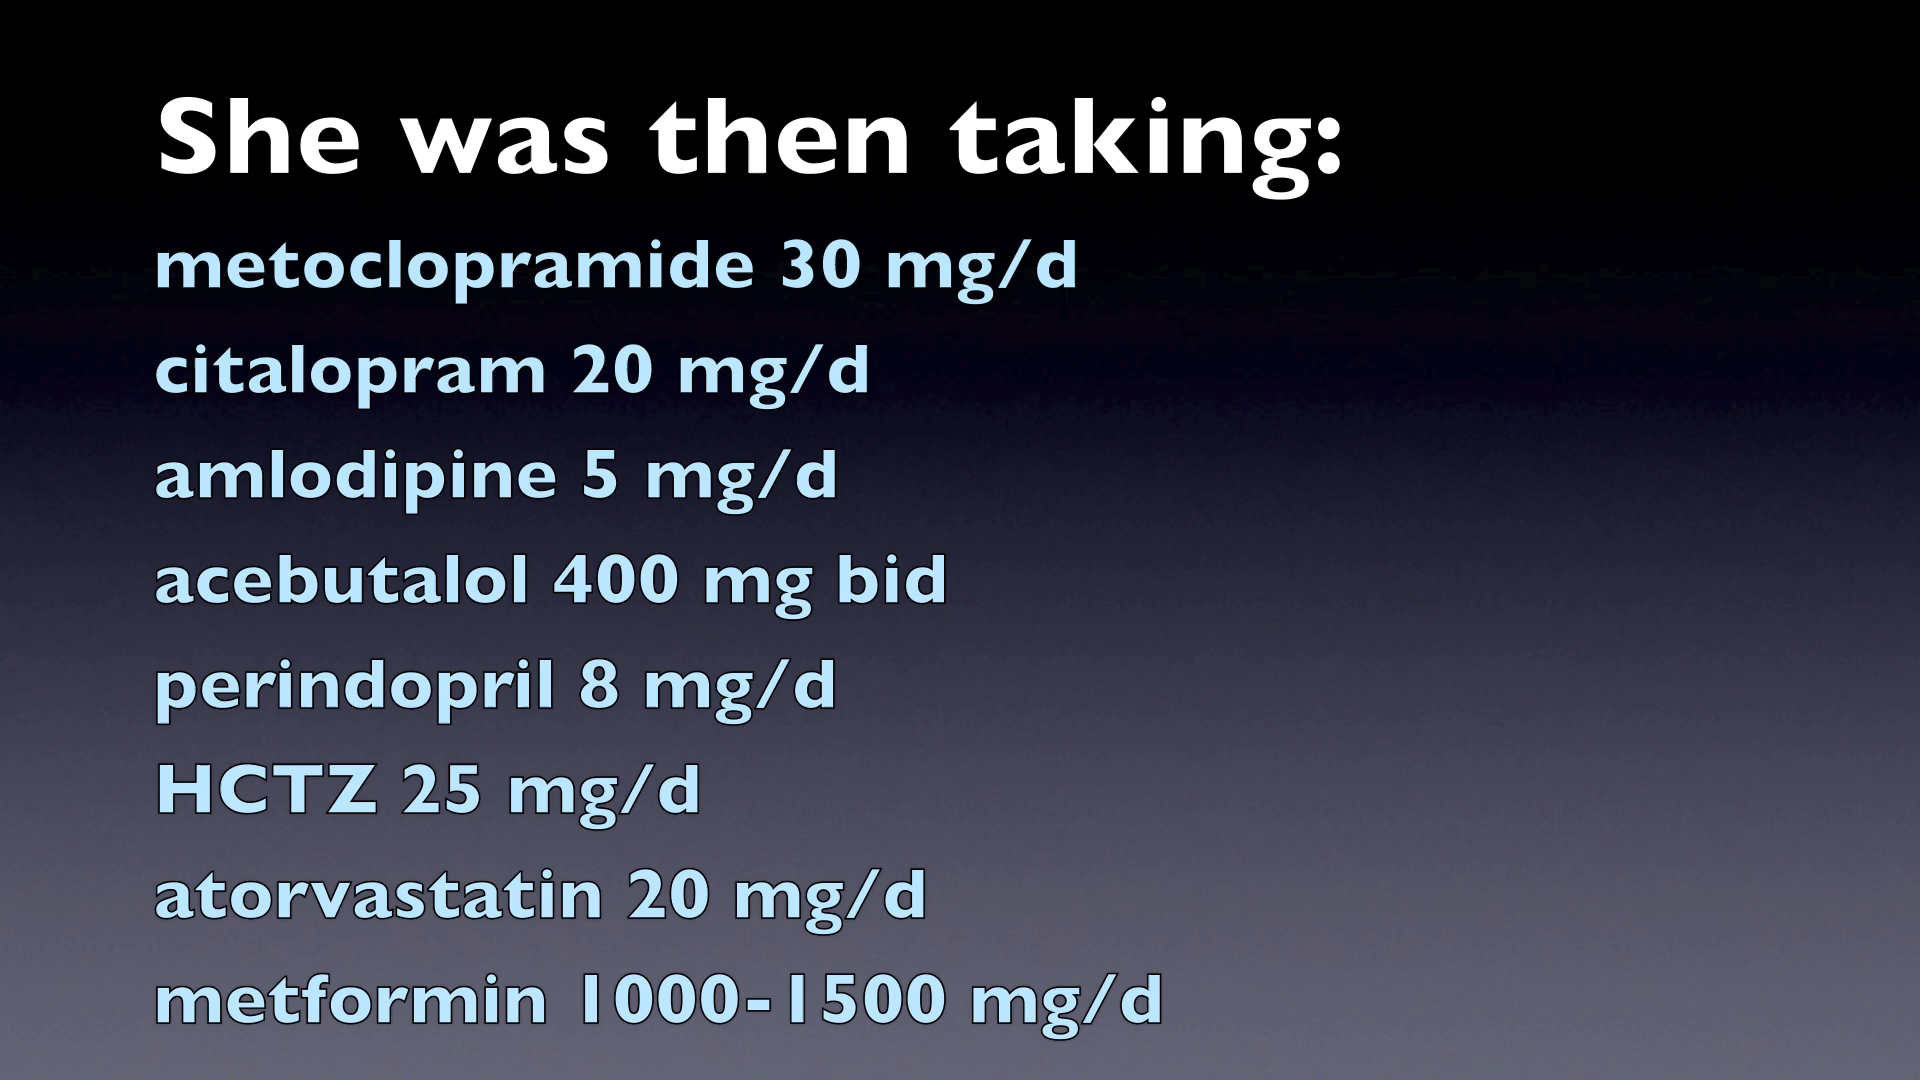 She was then taking:
metoclopramide 30 mg/d
citalopram 20 mg/d
amlodipine 5 mg/d
acebutalol 400 mg bid
perindopril 8 mg/d
HCTZ 25 mg/d
atorvastatin 20 mg/d
metformin 1000-1500 mg/d